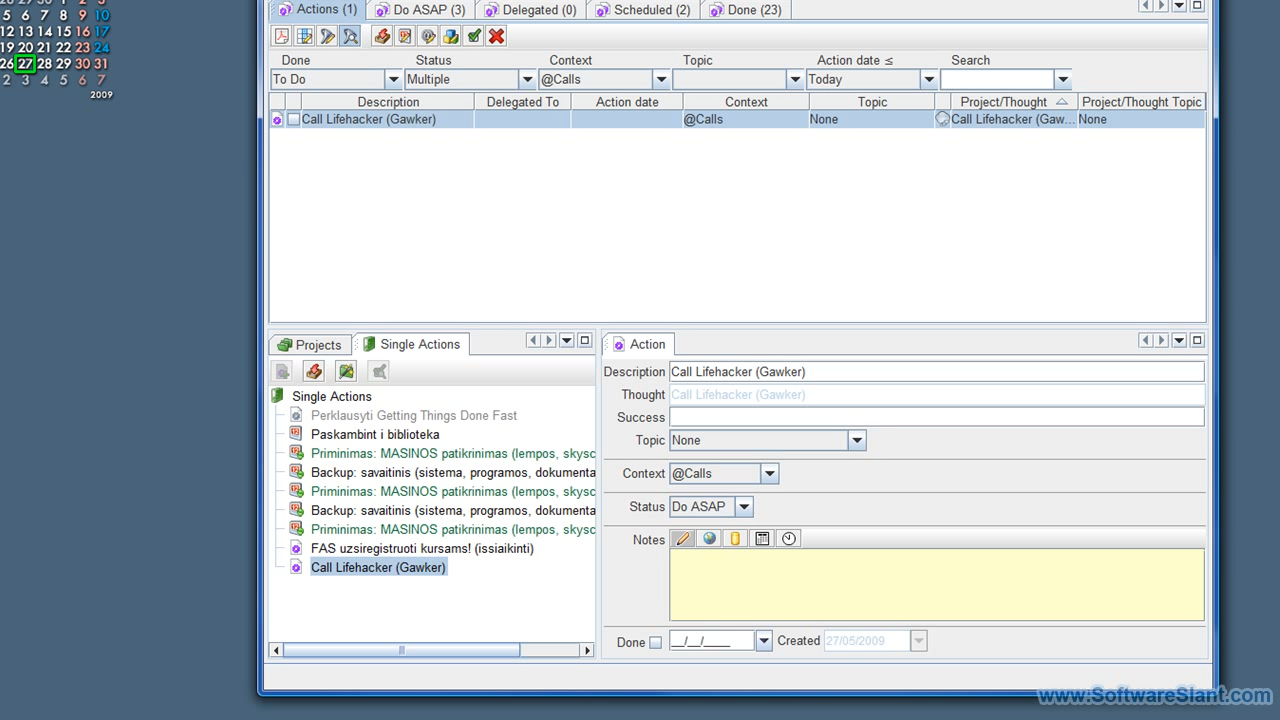 5 6 7 8 9 10
12 13 14 15 16 17
19 20 21 22 23 24
26 27 28 29 30 31
2 3 4 5 6 7
2009
Actions (1) Do ASAP (3) Delegated (0) Scheduled (2) Done (23)
Done Status Context Topic Action date ≤ Search
To Do Multiple @Calls Today
Description Delegated To Action date Context Topic Project/Thought Project/Thought Topic
Call Lifehacker (Gawker) @Calls None Call Lifehacker (Gaw... None
Projects Single Actions
Single Actions
Perklausyti Getting Things Done Fast
Paskambint i biblioteka
Priminimas: MASINOS patikrinimas (lempos, skysc
Backup: savaitinis (sistema, programos, dokumenta
Priminimas: MASINOS patikrinimas (lempos, skysc
Backup: savaitinis (sistema, programos, dokumenta
Priminimas: MASINOS patikrinimas (lempos, skysc
FAS uzsiregistruoti kursams! (issiaikinti)
Call Lifehacker (Gawker)
Action
Description Call Lifehacker (Gawker)
Thought Call Lifehacker (Gawker)
Success
Topic None
Context @Calls
Status Do ASAP
Notes
Done __/__/____ Created 27/05/2009
www.SoftwareSlant.com